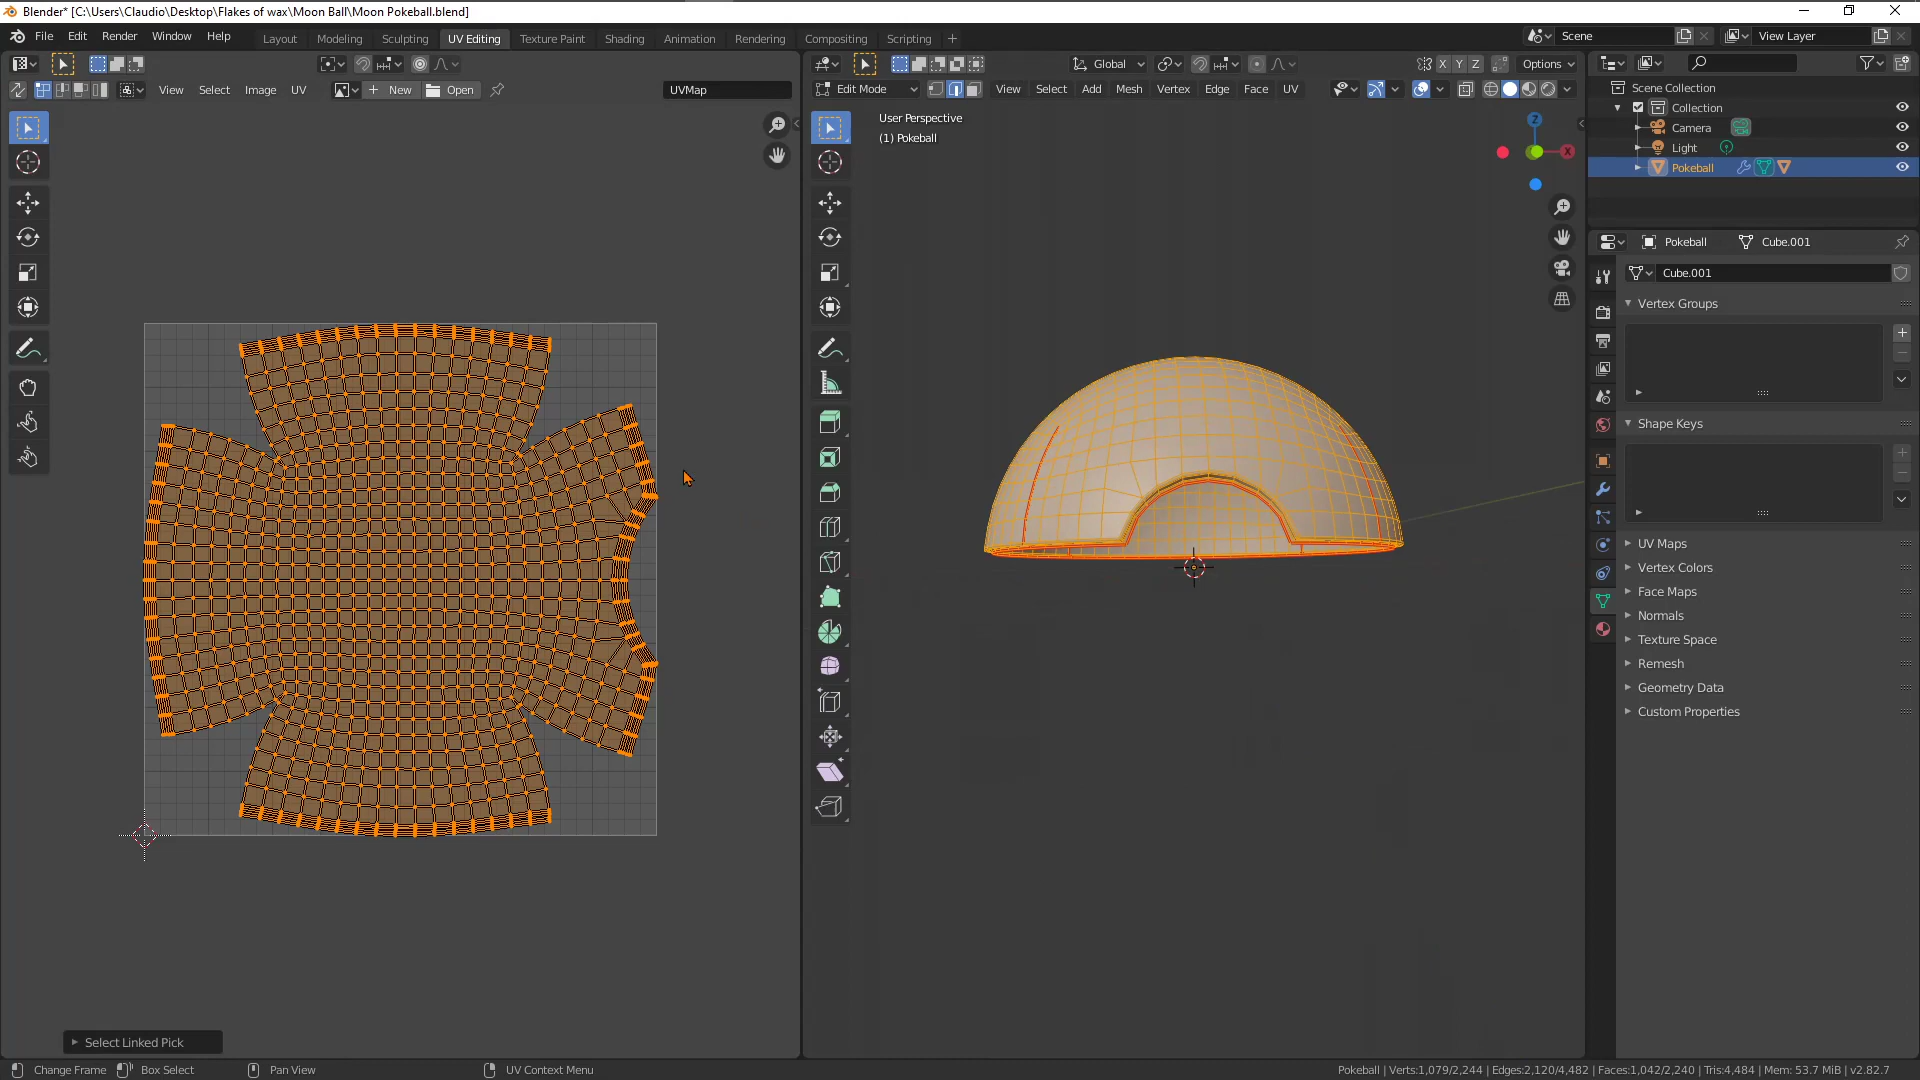 Blender* [C:\Users\Claudio\Desktop\Flakes of wax\Moon Ball\Moon Pokeball.blend]
File Edit Render Window Help Layout Modeling Sculpting UV Editing Texture Paint Shading Animation Rendering Compositing Scripting Scene View Layer
Global X Y Z Options
View Select Image UV New Open UVMap Edit Mode View Select Add Mesh Vertex Edge Face UV
Scene Collection
Collection
Camera
Light
Pokeball
User Perspective
(1) Pokeball
Z
X
Pokeball Cube.001
Cube.001
Vertex Groups
Shape Keys
UV Maps
Vertex Colors
Face Maps
Normals
Texture Space
Remesh
Geometry Data
Custom Properties
Select Linked Pick
Change Frame Box Select Pan View UV Context Menu Pokeball | Verts:1,079/2,244 | Edges:2,120/4,482 | Faces:1,042/2,240 | Tris:4,484 | Mem: 53.7 MiB | v2.82.7